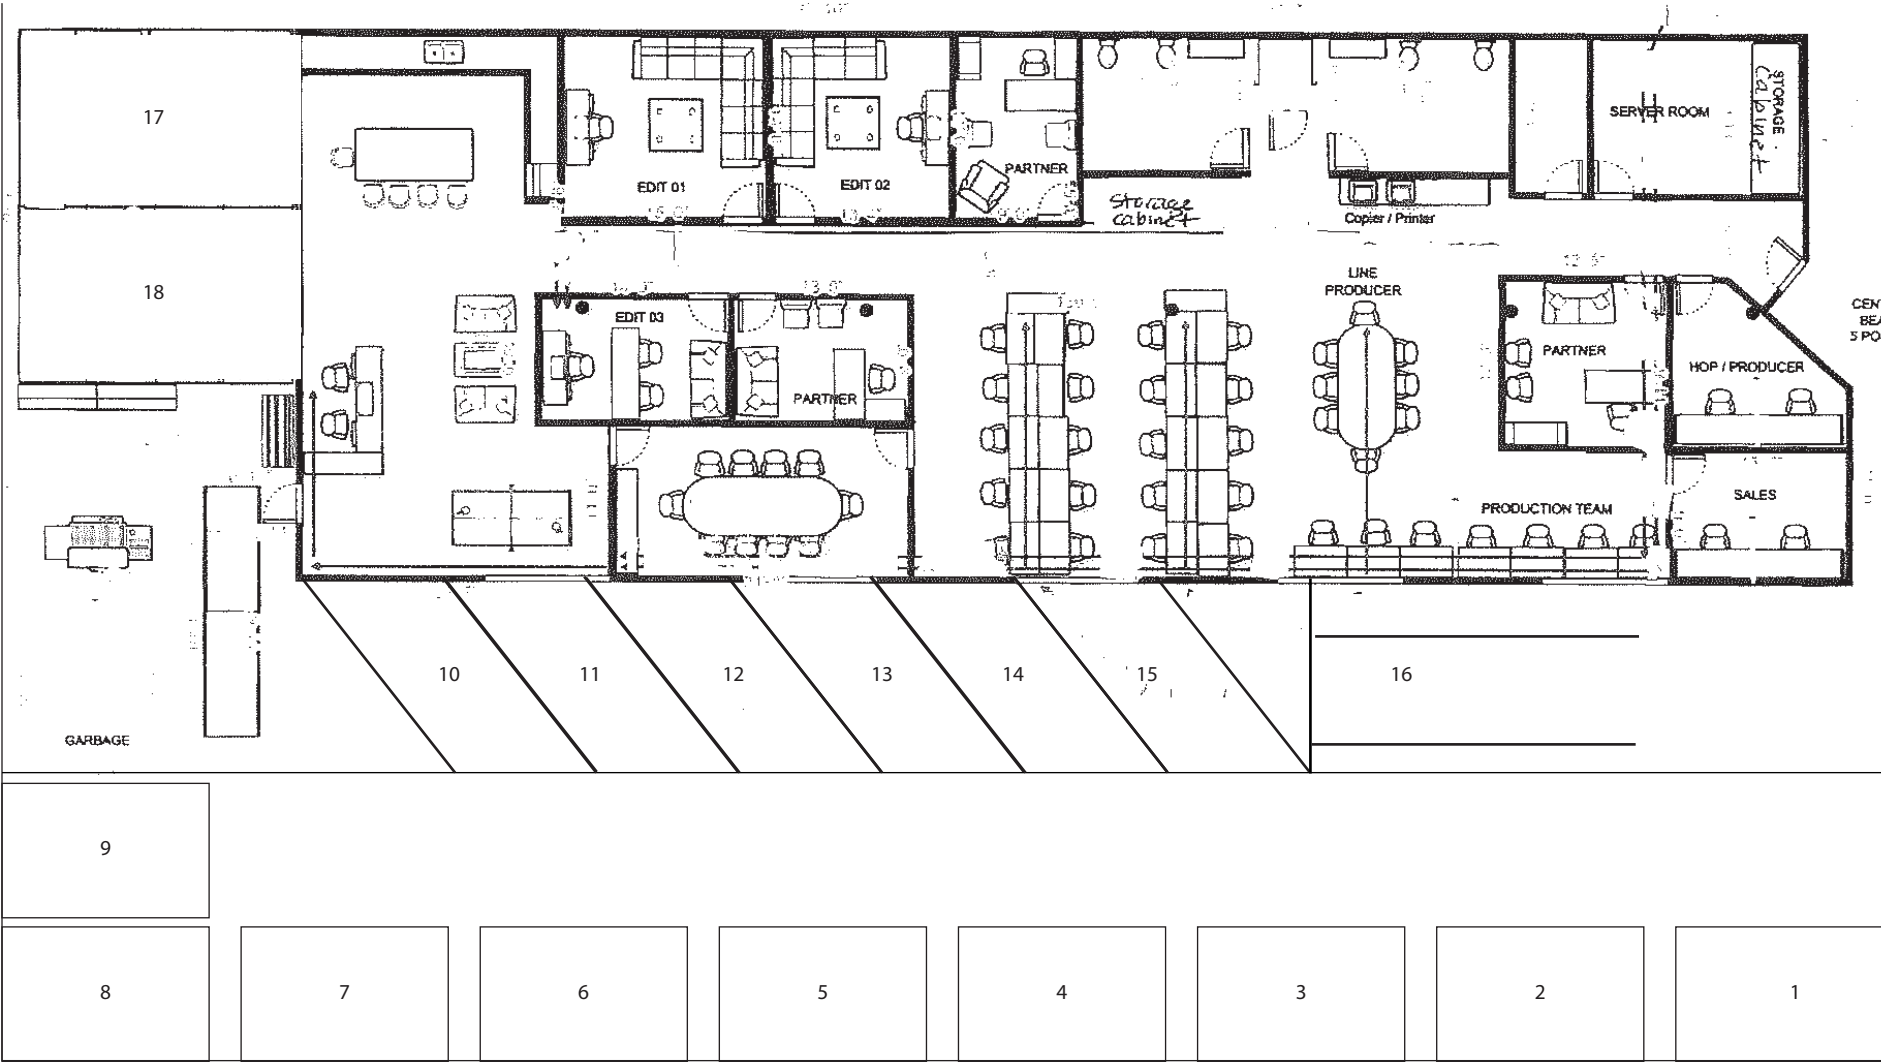 17
EDIT 01
EDIT 02
PARTNER
Storage
cabinet
Copier / Printer
SERVER ROOM
STORAGE
Cabinet
18
EDIT 03
PARTNER
LINE
PRODUCER
PARTNER
HOP / PRODUCER
PRODUCTION TEAM
SALES
GARBAGE
10
11
12
13
14
15
16
9
8
7
6
5
4
3
2
1